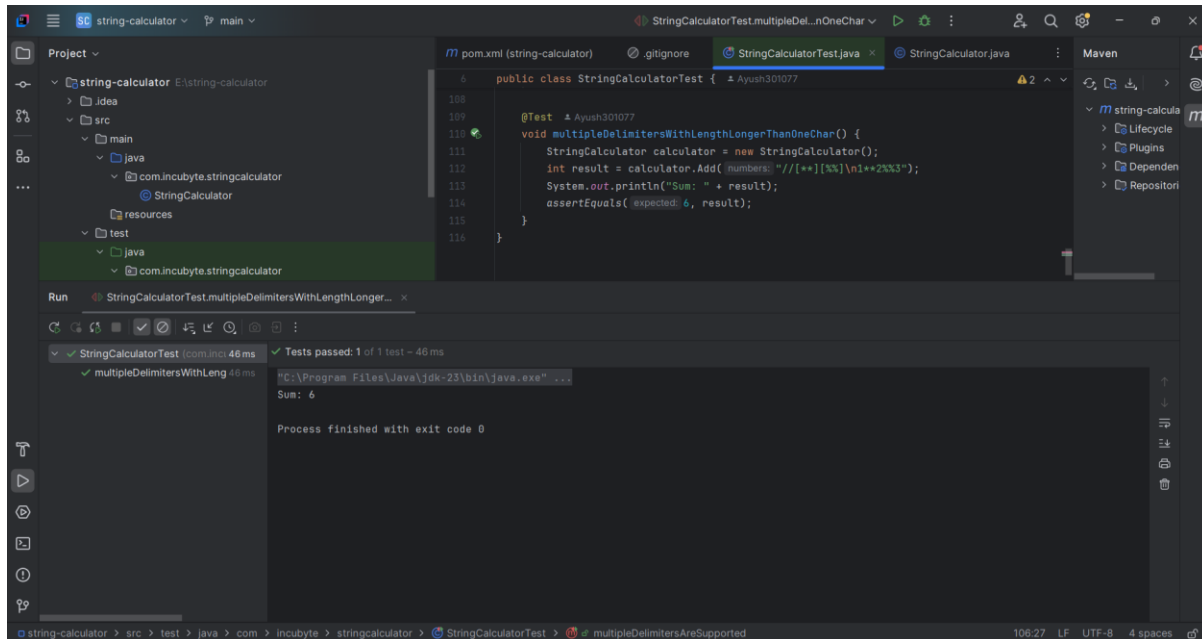 SC string-calculator main StringCalculatorTest.multipleDel...nOneChar
Project
string-calculator E:\string-calculator
.idea
src
main
java
com.incubyte.stringcalculator
StringCalculator
resources
test
java
com.incubyte.stringcalculator
m pom.xml (string-calculator) .gitignore StringCalculatorTest.java StringCalculator.java
6 public class StringCalculatorTest { Ayush301077 2
108
109 @Test Ayush301077
110 void multipleDelimitersWithLengthLongerThanOneChar() {
111 StringCalculator calculator = new StringCalculator();
112 int result = calculator.Add( numbers: "//[**][%%]\n1**2%%3");
113 System.out.println("Sum: " + result);
114 assertEquals( expected: 6, result);
115 }
116 }
Maven
m string-calcula
Lifecycle
Plugins
Dependen
Repositori
m
Run StringCalculatorTest.multipleDelimitersWithLengthLonger...
StringCalculatorTest (com.incu 46 ms
multipleDelimitersWithLeng 46 ms
Tests passed: 1 of 1 test – 46 ms
"C:\Program Files\Java\jdk-23\bin\java.exe" ...
Sum: 6
Process finished with exit code 0
string-calculator > src > test > java > com > incubyte > stringcalculator > StringCalculatorTest > multipleDelimitersAreSupported 106:27 LF UTF-8 4 spaces